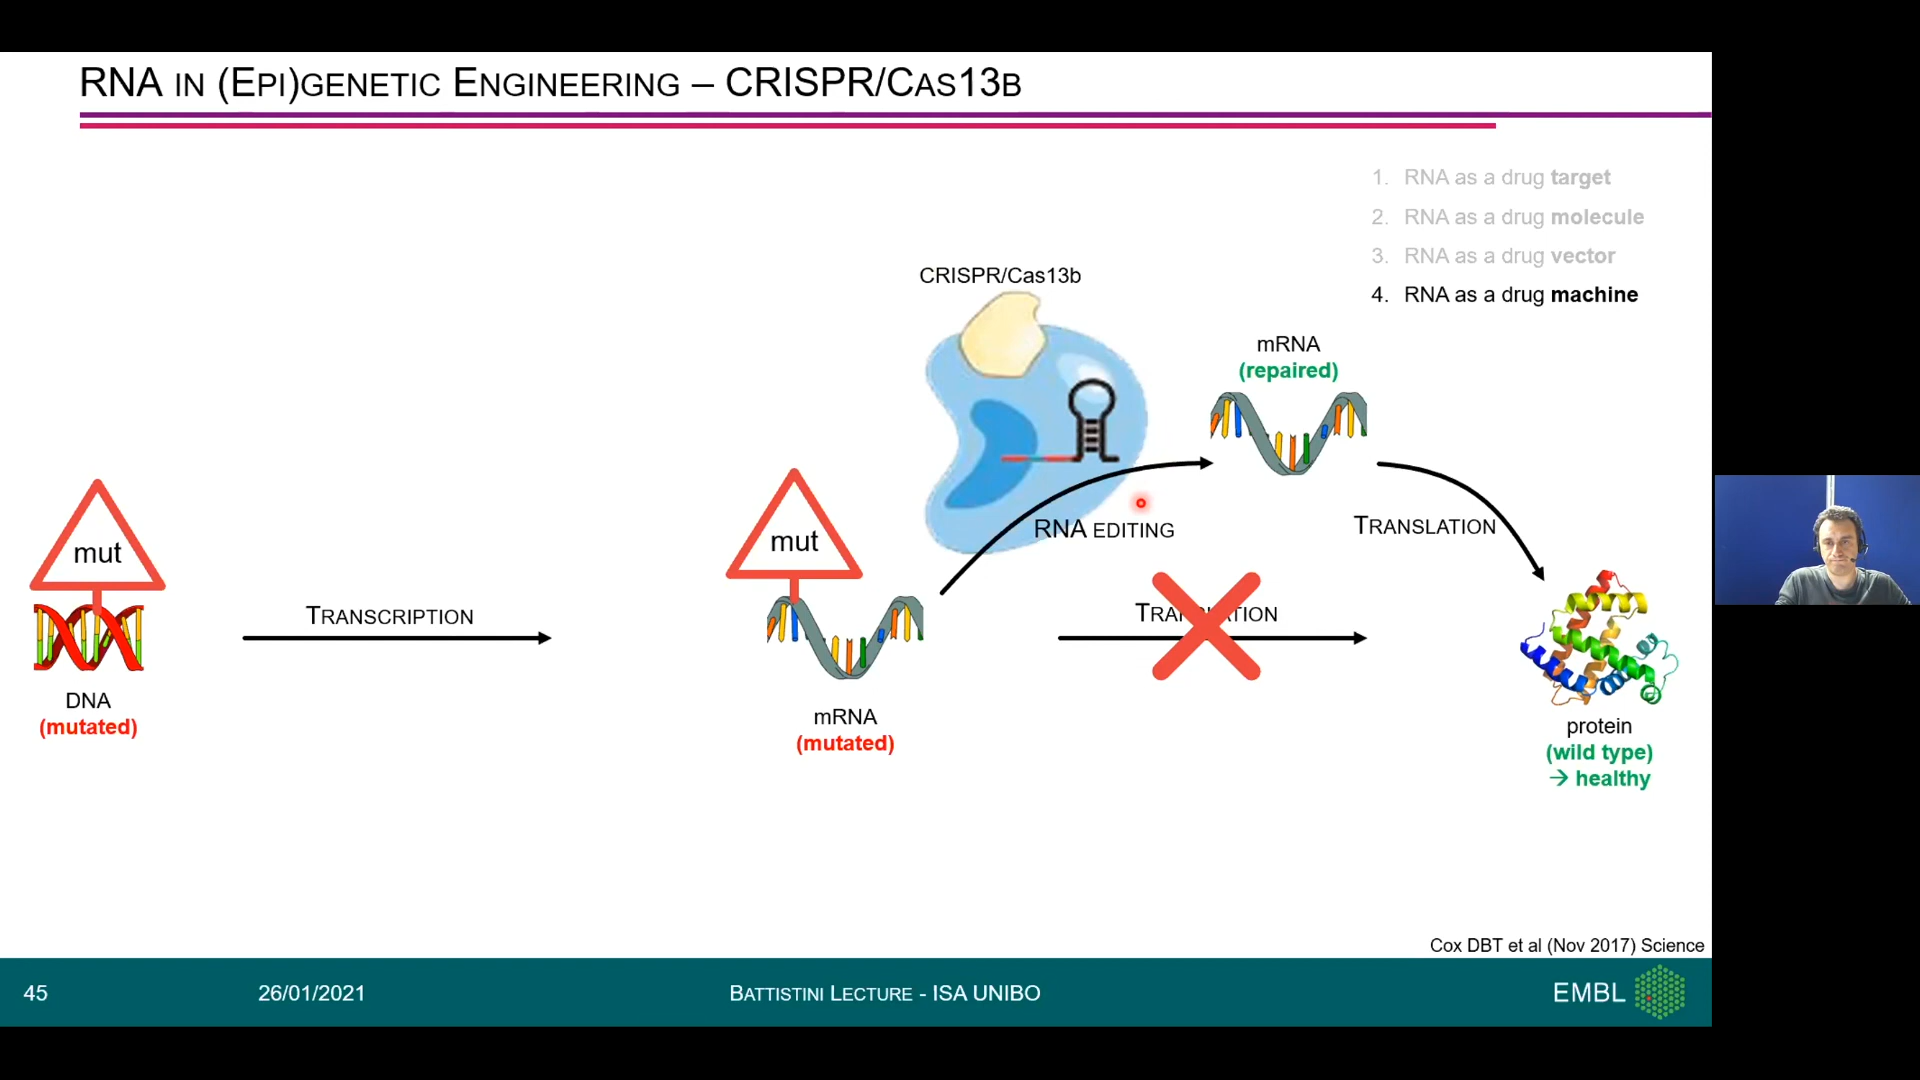 RNA IN (EPI)GENETIC ENGINEERING – CRISPR/CAS13B
1. RNA as a drug target
2. RNA as a drug molecule
3. RNA as a drug vector
4. RNA as a drug machine
CRISPR/Cas13b
mRNA
(repaired)
mut
mut
RNA EDITING
TRANSLATION
TRANSCRIPTION
DNA
(mutated)
mRNA
(mutated)
protein
(wild type)
→ healthy
Cox DBT et al (Nov 2017) Science
45
26/01/2021
BATTISTINI LECTURE - ISA UNIBO
EMBL